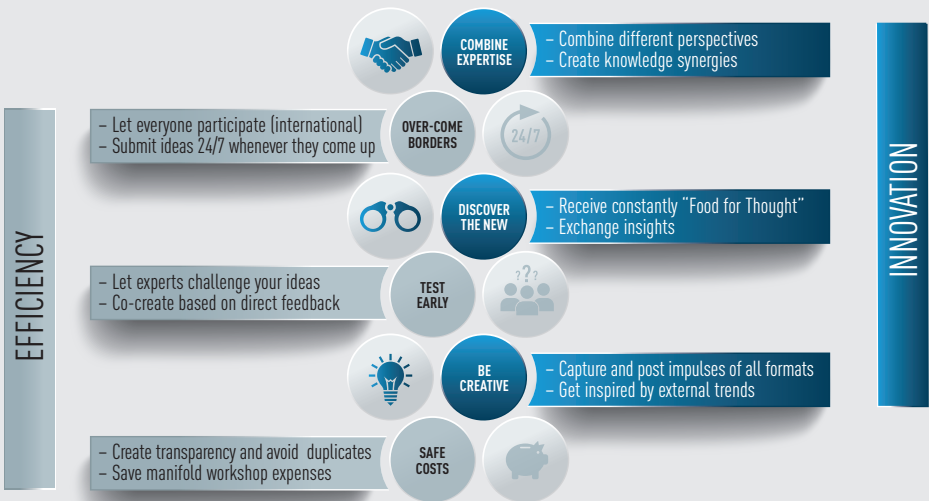 COMBINE
EXPERTISE
– Combine different perspectives
– Create knowledge synergies
– Let everyone participate (international)
– Submit ideas 24/7 whenever they come up
OVER-COME
BORDERS
24/7
DISCOVER
THE NEW
– Receive constantly "Food for Thought"
– Exchange insights
– Let experts challenge your ideas
– Co-create based on direct feedback
TEST
EARLY
???
BE
CREATIVE
– Capture and post impulses of all formats
– Get inspired by external trends
– Create transparency and avoid duplicates
– Save manifold workshop expenses
SAFE
COSTS
EFFICIENCY
INNOVATION